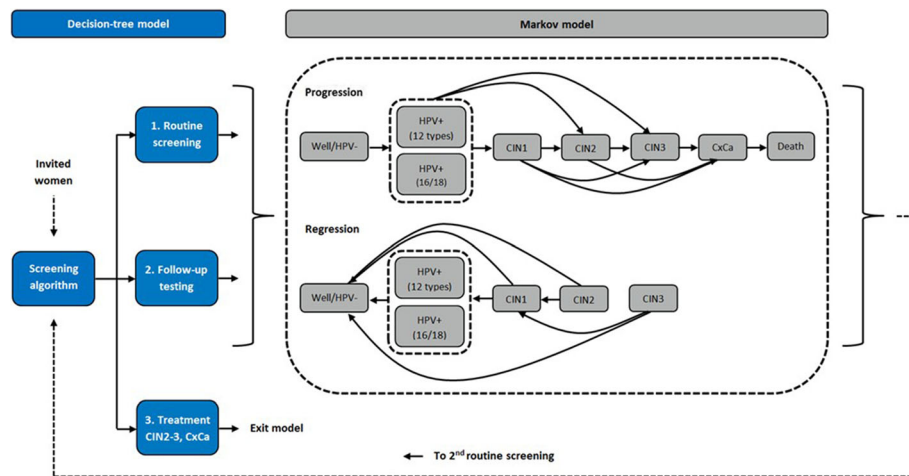 Decision-tree model
Markov model
Progression
1. Routine
screening
HPV+
(12 types)
Well/HPV-
CIN1
CIN2
CIN3
CxCa
Death
HPV+
(16/18)
Invited
women
Regression
Screening
algorithm
2. Follow-up
testing
HPV+
(12 types)
Well/HPV-
CIN1
CIN2
CIN3
HPV+
(16/18)
3. Treatment
CIN2-3, CxCa
Exit model
To 2nd routine screening